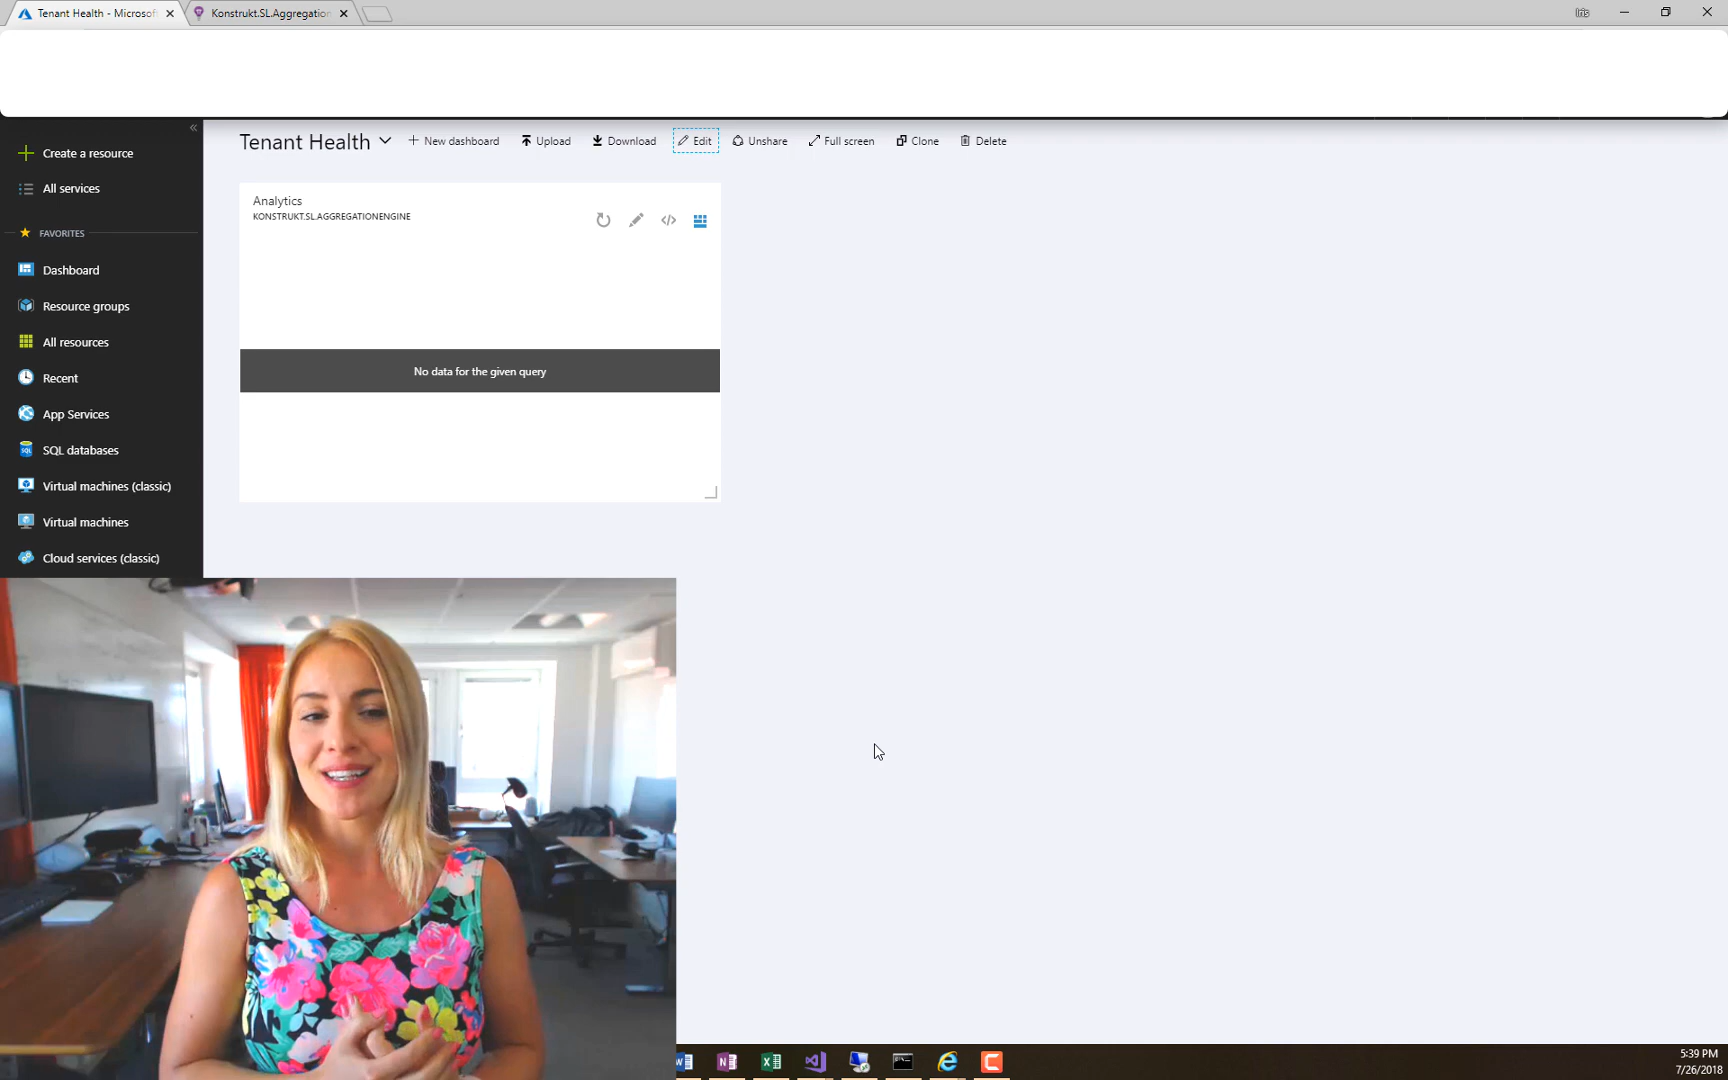 Tenant Health - Microsof
Konstrukt.SL.Aggregation
Iris
Create a resource
All services
FAVORITES
Dashboard
Resource groups
All resources
Recent
App Services
SQL databases
Virtual machines (classic)
Virtual machines
Cloud services (classic)
Tenant Health
New dashboard
Upload
Download
Edit
Unshare
Full screen
Clone
Delete
Analytics
KONSTRUKT.SL.AGGREGATIONENGINE
No data for the given query
5:39 PM
7/26/2018